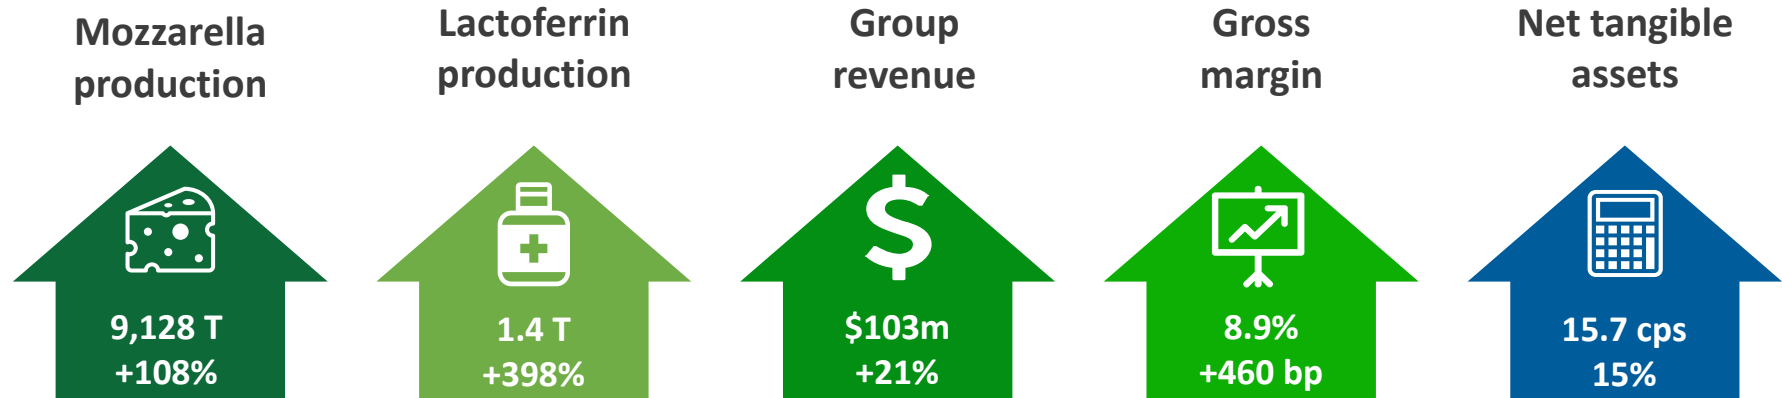 Mozzarella
production
Lactoferrin
production
Group
revenue
Gross
margin
Net tangible
assets
9,128 T
+108%
1.4 T
+398%
$
$103m
+21%
8.9%
+460 bp
15.7 cps
15%